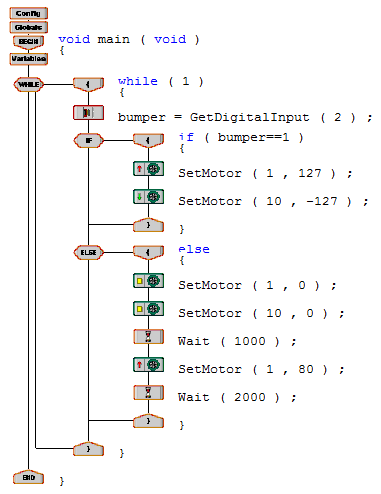 Config
Globals
BEGIN
void main ( void )
{
Variables
WHILE
{
while ( 1 )
{
bumper = GetDigitalInput ( 2 ) ;
IF
{
if ( bumper==1 )
{
SetMotor ( 1 , 127 ) ;
SetMotor ( 10 , -127 ) ;
}
}
ELSE
{
else
{
SetMotor ( 1 , 0 ) ;
SetMotor ( 10 , 0 ) ;
Wait ( 1000 ) ;
SetMotor ( 1 , 80 ) ;
Wait ( 2000 ) ;
}
}
}
}
END
}